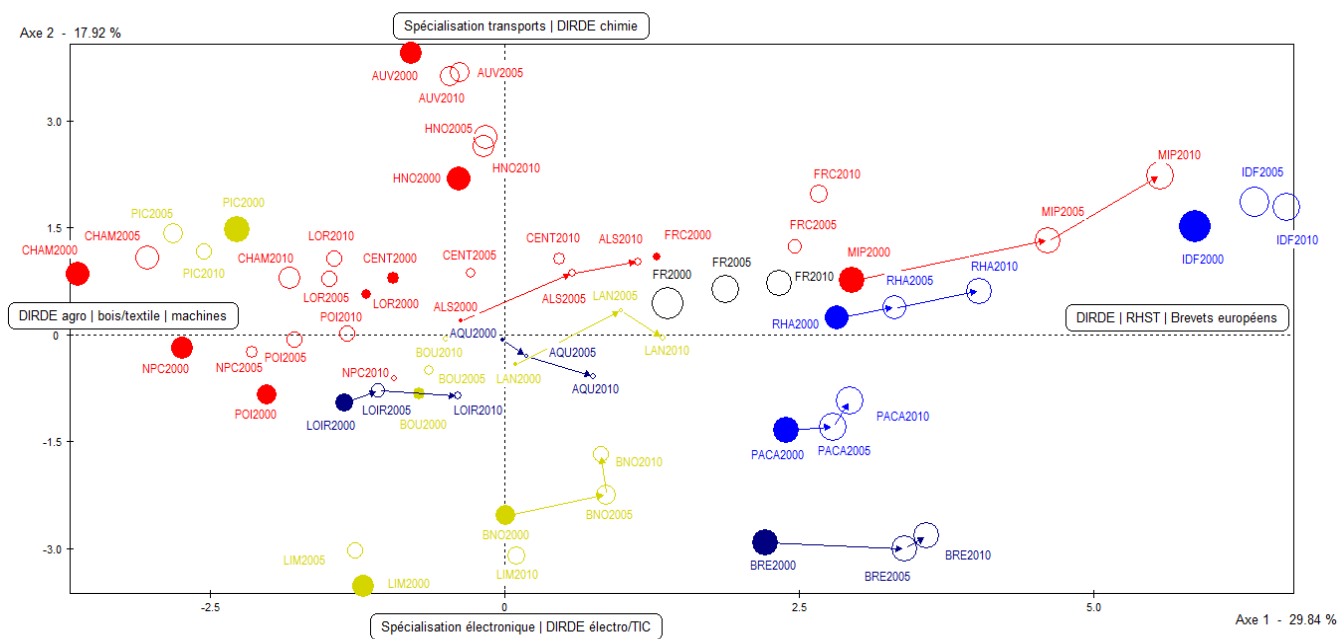 Spécialisation transports | DIRDE chimie
Axe 2 - 17.92 %
AUV2000
AUV2005
AUV2010
3.0
HNO2005
HNO2010
HNO2000
MIP2010
IDF2005
FRC2010
PIC2005
PIC2000
IDF2010
1.5
MIP2005
CHAM2005
LOR2010
CENT2010
ALS2010
FRC2000
FRC2005
CHAM2000
CHAM2010
CENT2000
CENT2005
MIP2000
IDF2000
PIC2010
FR2000
FR2005
FR2010
RHA2005
RHA2010
LOR2005
LOR2000
ALS2000
ALS2005
LAN2005
DIRDE agro | bois/textile | machines
POI2010
RHA2000
DIRDE | RHST | Brevets européens
0
AQU2000
BOU2010
LAN2010
AQU2005
NPC2000
NPC2005
POI2005
NPC2010
BOU2005
LAN2000
AQU2010
POI2000
LOIR2000
LOIR2005
LOIR2010
BOU2000
PACA2010
-1.5
PACA2000
PACA2005
BNO2010
BNO2005
BNO2000
LIM2005
-3.0
LIM2010
LIM2000
BRE2000
BRE2005
BRE2010
-2.5
0
2.5
5.0
Axe 1 - 29.84 %
Spécialisation électronique | DIRDE électro/TIC